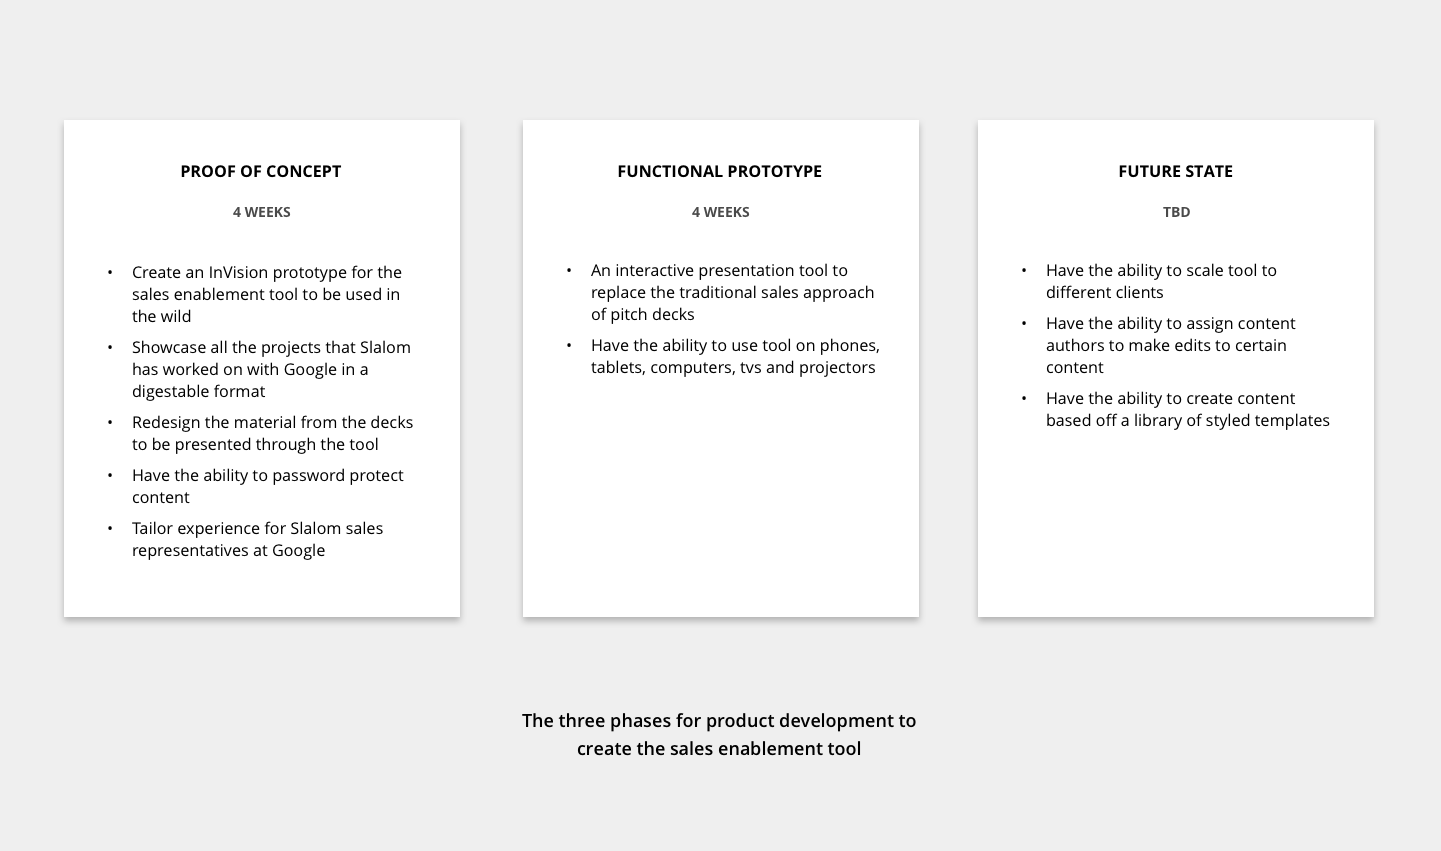 PROOF OF CONCEPT
4 WEEKS
• Create an InVision prototype for the
sales enablement tool to be used in
the wild
• Showcase all the projects that Slalom
has worked on with Google in a
digestable format
• Redesign the material from the decks
to be presented through the tool
• Have the ability to password protect
content
• Tailor experience for Slalom sales
representatives at Google
FUNCTIONAL PROTOTYPE
4 WEEKS
• An interactive presentation tool to
replace the traditional sales approach
of pitch decks
• Have the ability to use tool on phones,
tablets, computers, tvs and projectors
FUTURE STATE
TBD
• Have the ability to scale tool to
different clients
• Have the ability to assign content
authors to make edits to certain
content
• Have the ability to create content
based off a library of styled templates
The three phases for product development to
create the sales enablement tool